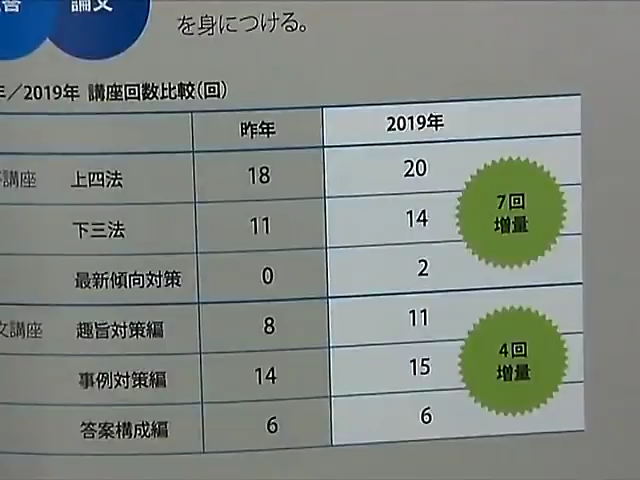 論文
を身につける。
年／2019年 講座回数比較(回)
昨年 2019年
講座 上四法 18 20
下三法 11 14
7回
増量
最新傾向対策 0 2
文講座 趣旨対策編 8 11
事例対策編 14 15
4回
増量
答案構成編 6 6